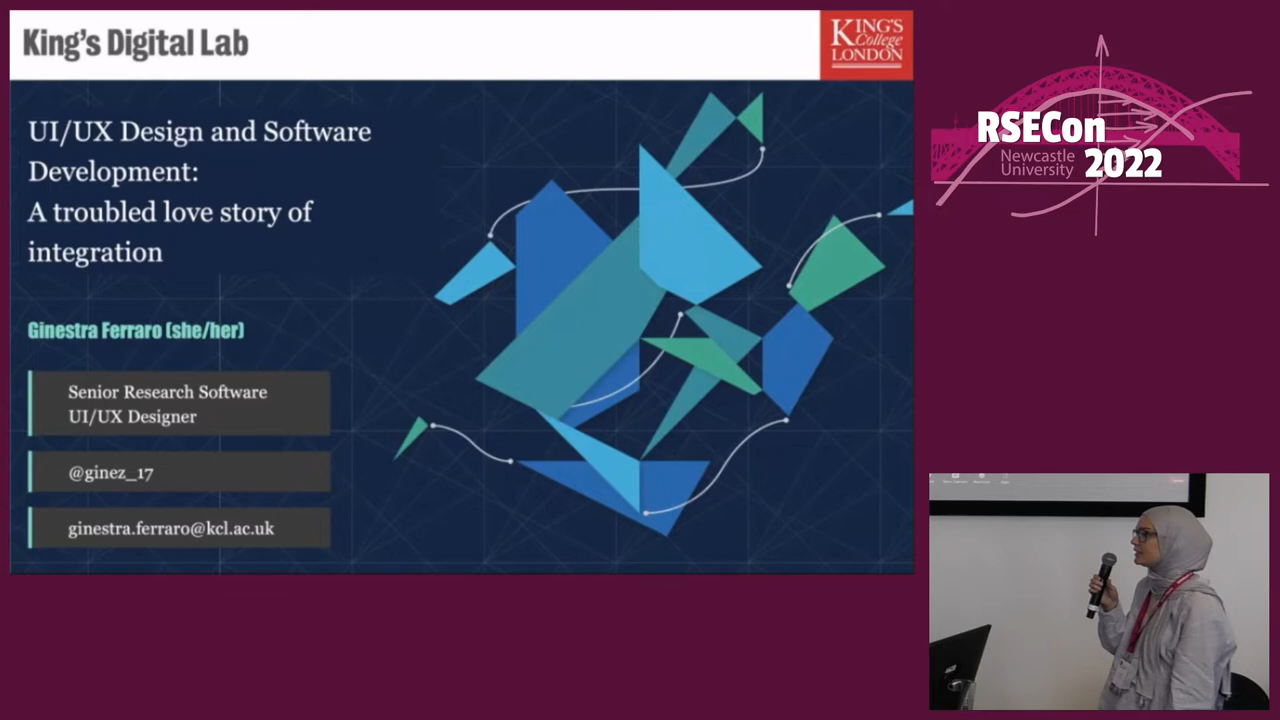 King's Digital Lab
KING'S
College
LONDON
UI/UX Design and Software
Development:
A troubled love story of
integration
Ginestra Ferraro (she/her)
Senior Research Software
UI/UX Designer
@ginez_17
ginestra.ferraro@kcl.ac.uk
RSECon
Newcastle
University
2022